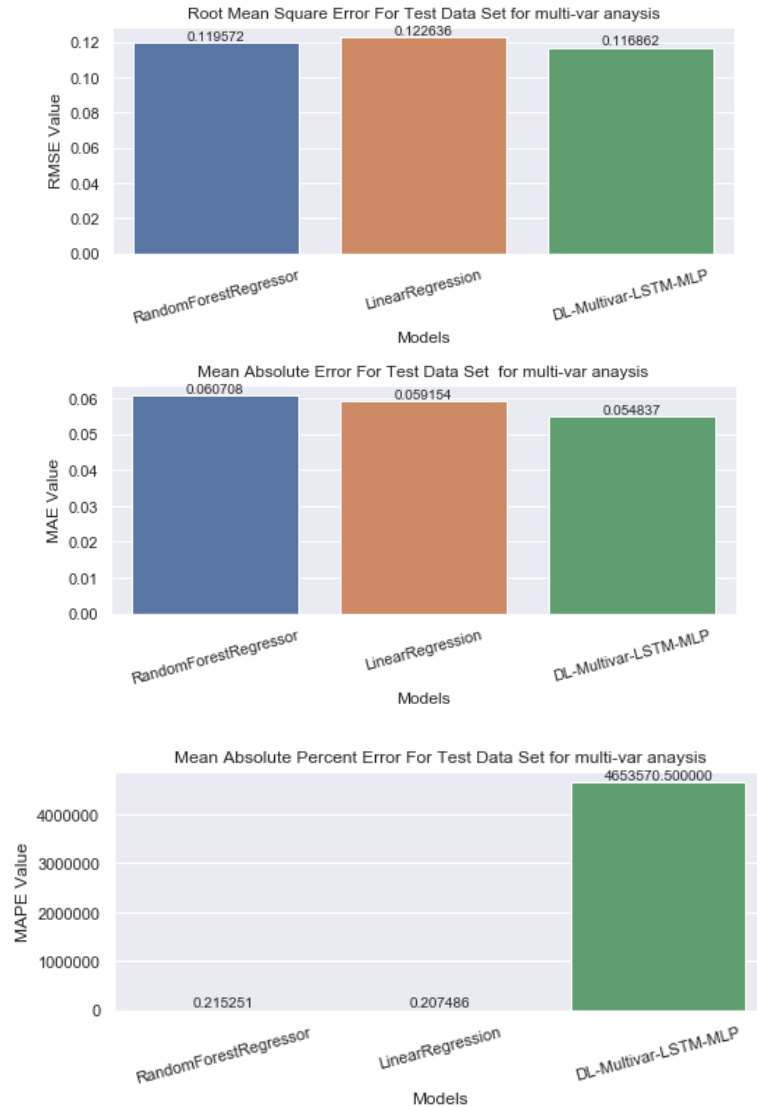 Root Mean Square Error For Test Data Set for multi-var anaysis
0.119572
0.122636
0.116862
0.12
0.10
0.08
0.06
0.04
0.02
0.00
RMSE Value
RandomForestRegressor
LinearRegression
DL-Multivar-LSTM-MLP
Models
Mean Absolute Error For Test Data Set for multi-var anaysis
0.060708
0.059154
0.054837
0.06
0.05
0.04
0.03
0.02
0.01
0.00
MAE Value
RandomForestRegressor
LinearRegression
DL-Multivar-LSTM-MLP
Models
Mean Absolute Percent Error For Test Data Set for multi-var anaysis
4653570.500000
4000000
3000000
2000000
1000000
0
MAPE Value
0.215251
0.207486
RandomForestRegressor
LinearRegression
DL-Multivar-LSTM-MLP
Models